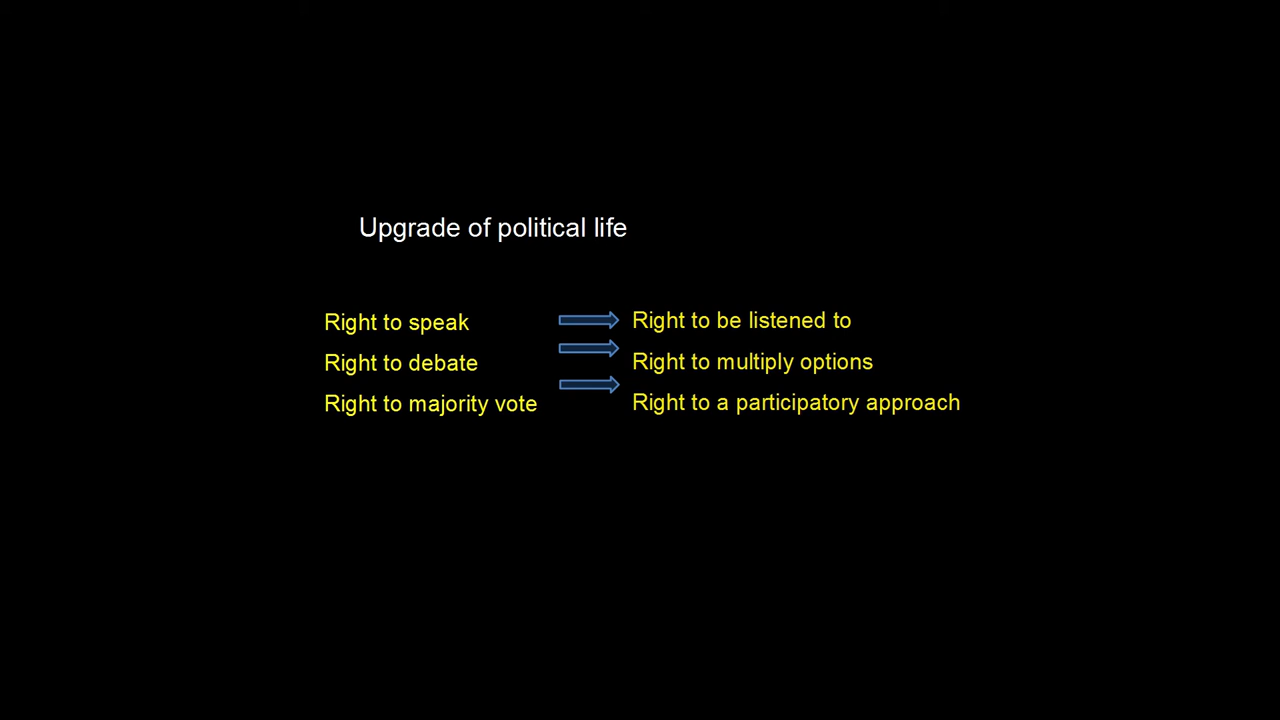 Upgrade of political life
Right to speak Right to be listened to
Right to debate Right to multiply options
Right to majority vote Right to a participatory approach